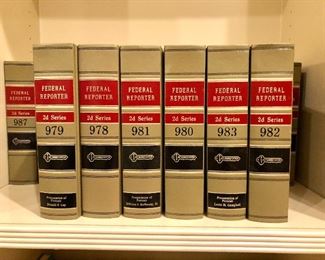 FEDERAL
REPORTER
2d Series
987
FEDERAL
REPORTER
2d Series
979
FEDERAL
REPORTER
2d Series
978
FEDERAL
REPORTER
2d Series
981
FEDERAL
REPORTER
2d Series
980
FEDERAL
REPORTER
2d Series
983
FEDERAL
REPORTER
2d Series
982